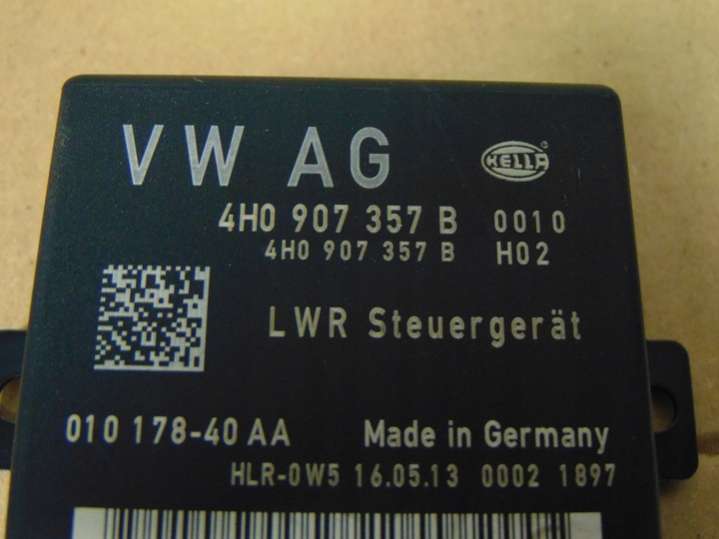 VW AG
HELLA
4H0 907 357 B 0010
4H0 907 357 B H02
LWR Steuergerät
010 178-40 AA Made in Germany
HLR-0W5 16.05.13 0002 1897